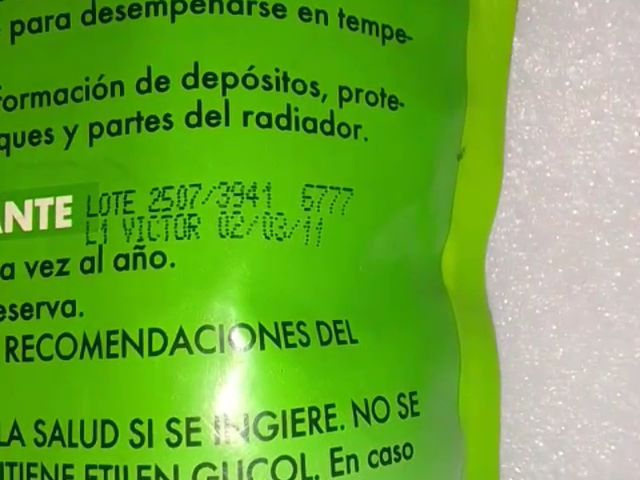 para desempeñarse en tempe-
formación de depósitos, prote-
ques y partes del radiador.
ANTE LOTE 2507/3941 6777
L1 VICTOR 02/03/11
a vez al año.
eserva.
RECOMENDACIONES DEL
LA SALUD SI SE INGIERE. NO SE
TIENE ETILEN GLICOL. En caso